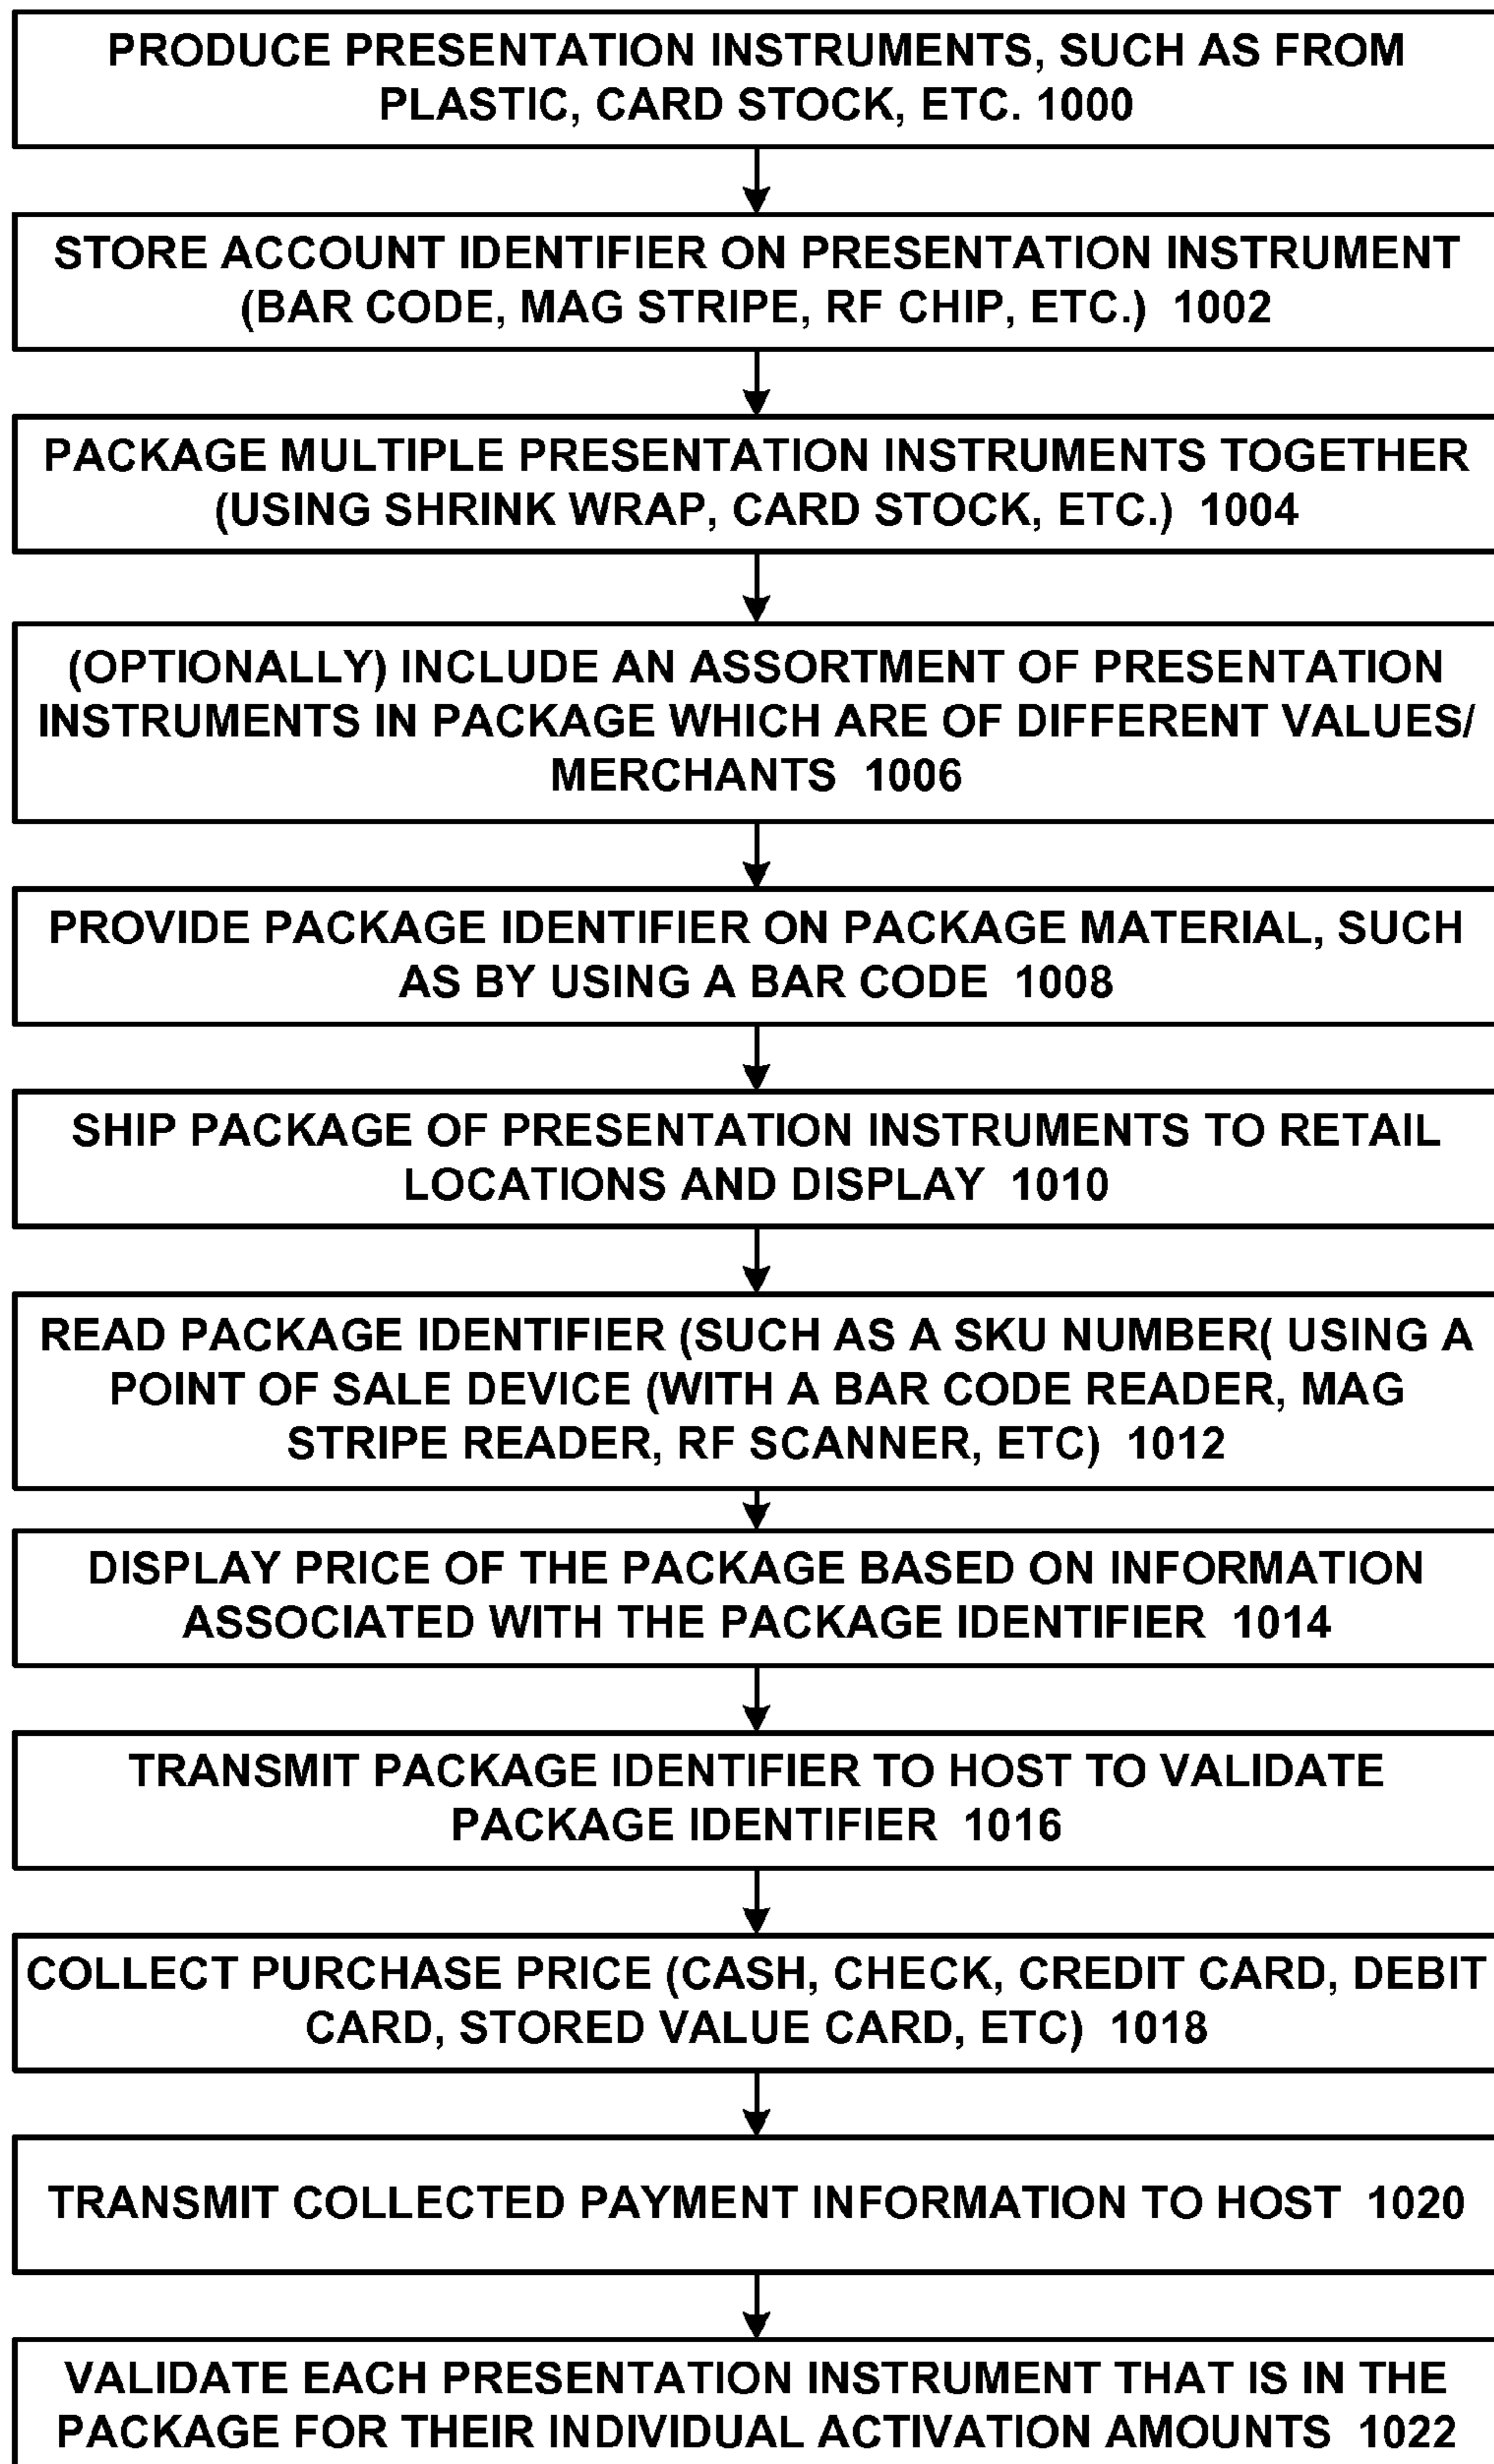 PRODUCE PRESENTATION INSTRUMENTS, SUCH AS FROM
PLASTIC, CARD STOCK, ETC. 1000
STORE ACCOUNT IDENTIFIER ON PRESENTATION INSTRUMENT
(BAR CODE, MAG STRIPE, RF CHIP, ETC.) 1002
PACKAGE MULTIPLE PRESENTATION INSTRUMENTS TOGETHER
(USING SHRINK WRAP, CARD STOCK, ETC.) 1004
(OPTIONALLY) INCLUDE AN ASSORTMENT OF PRESENTATION
INSTRUMENTS IN PACKAGE WHICH ARE OF DIFFERENT VALUES/
MERCHANTS 1006
PROVIDE PACKAGE IDENTIFIER ON PACKAGE MATERIAL, SUCH
AS BY USING A BAR CODE 1008
SHIP PACKAGE OF PRESENTATION INSTRUMENTS TO RETAIL
LOCATIONS AND DISPLAY 1010
READ PACKAGE IDENTIFIER (SUCH AS A SKU NUMBER( USING A
POINT OF SALE DEVICE (WITH A BAR CODE READER, MAG
STRIPE READER, RF SCANNER, ETC) 1012
DISPLAY PRICE OF THE PACKAGE BASED ON INFORMATION
ASSOCIATED WITH THE PACKAGE IDENTIFIER 1014
TRANSMIT PACKAGE IDENTIFIER TO HOST TO VALIDATE
PACKAGE IDENTIFIER 1016
COLLECT PURCHASE PRICE (CASH, CHECK, CREDIT CARD, DEBIT
CARD, STORED VALUE CARD, ETC) 1018
TRANSMIT COLLECTED PAYMENT INFORMATION TO HOST 1020
VALIDATE EACH PRESENTATION INSTRUMENT THAT IS IN THE
PACKAGE FOR THEIR INDIVIDUAL ACTIVATION AMOUNTS 1022